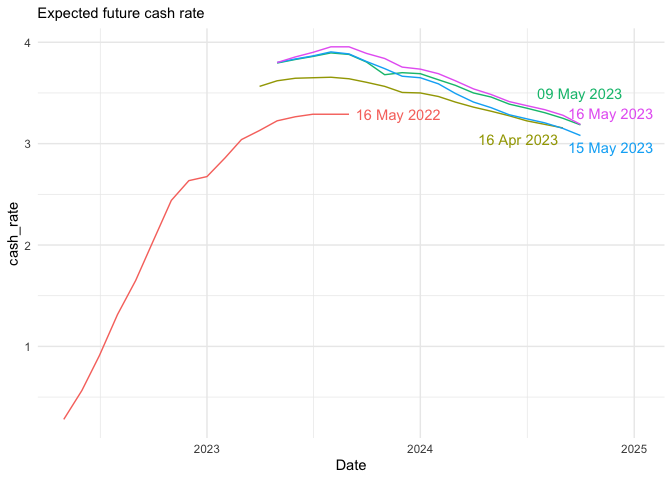 Expected future cash rate
4
3
2
1
cash_rate
09 May 2023
16 May 2023
16 May 2022
16 Apr 2023
15 May 2023
2023
2024
2025
Date